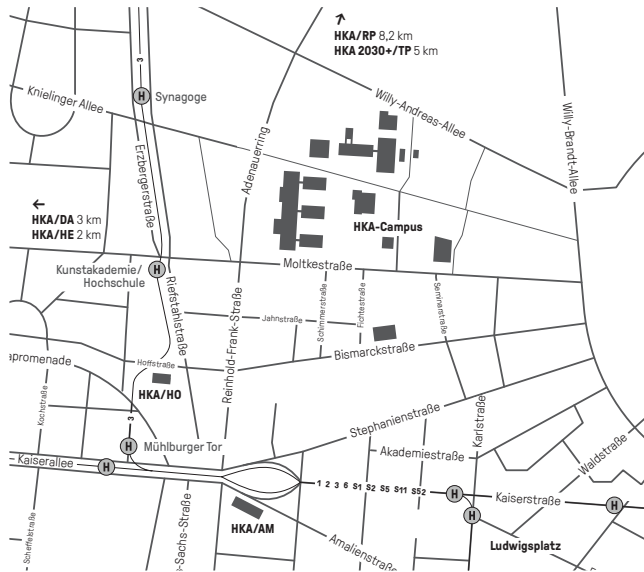 HKA/RP 8,2 km
HKA 2030+/TP 5 km
3
H
Synagoge
Knielinger Allee
Willy-Andreas-Allee
Willy-Brandt-Allee
Erzbergerstraße
Adenauerring
HKA/DA 3 km
HKA/HE 2 km
HKA-Campus
Kunstakademie/
Hochschule
H
Moltkestraße
Riefstahlstraße
Reinhold-Frank-Straße
Jahnstraße
Schirmerstraße
Fichtestraße
Seminarstraße
Bismarckstraße
Hoffstraße
apromenade
HKA/HO
Kochstraße
3
Stephanienstraße
Karlstraße
H
Mühlburger Tor
Akademiestraße
Waldstraße
Kaiserallee
H
1 2 3 6 S1 S2 S5 S11 S52
H
Kaiserstraße
H
H
HKA/AM
Ludwigsplatz
Scheffelstraße
-Sachs-Straße
Amalienstraße